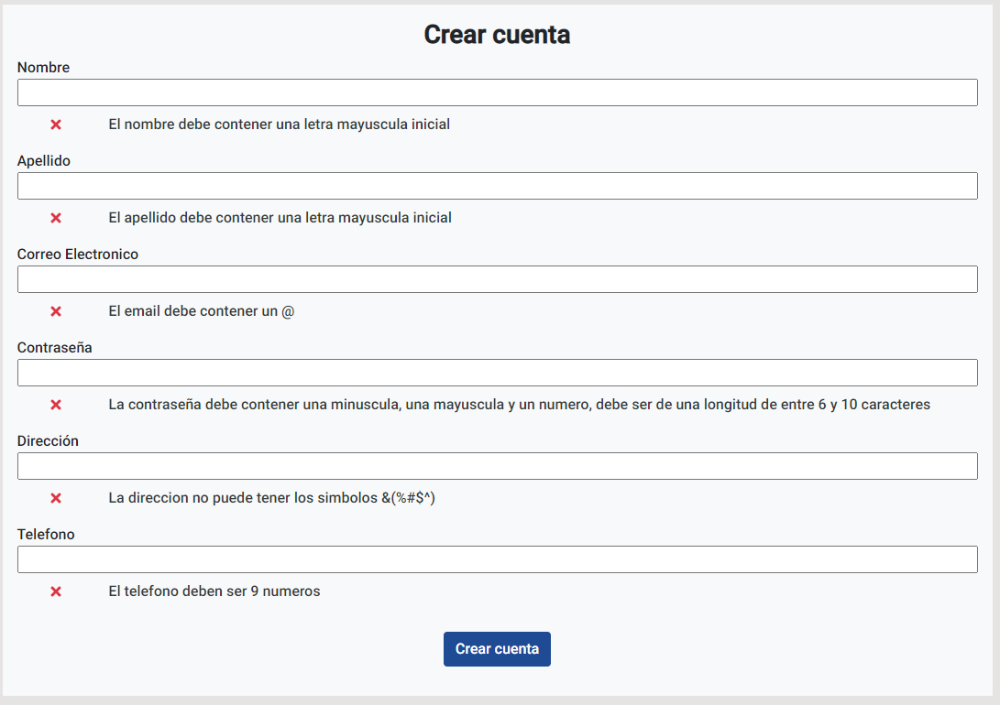 Crear cuenta
Nombre
El nombre debe contener una letra mayuscula inicial
Apellido
El apellido debe contener una letra mayuscula inicial
Correo Electronico
El email debe contener un @
Contraseña
La contraseña debe contener una minuscula, una mayuscula y un numero, debe ser de una longitud de entre 6 y 10 caracteres
Dirección
La direccion no puede tener los simbolos &(%#$^)
Telefono
El telefono deben ser 9 numeros
Crear cuenta